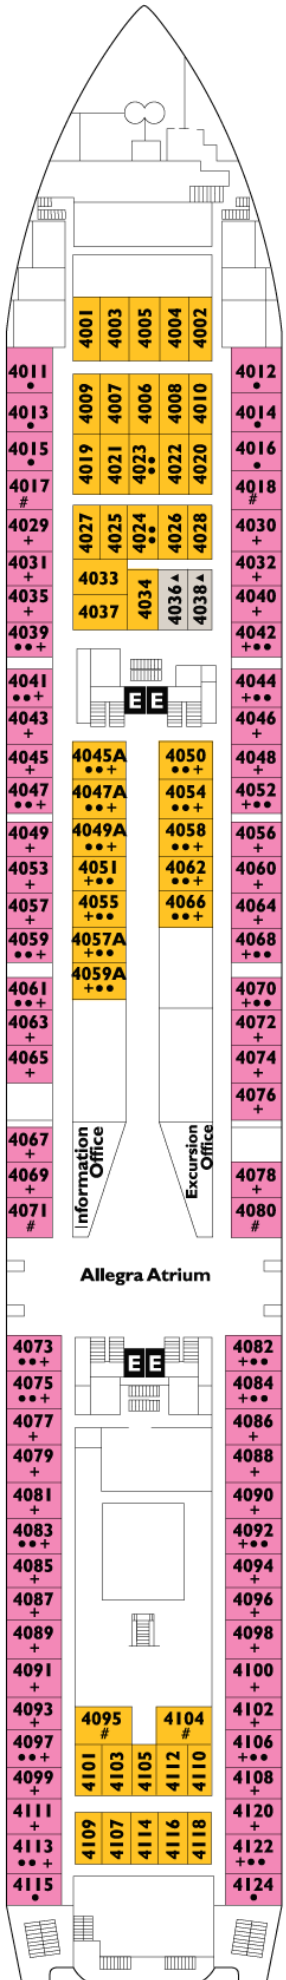 4001 4003 4005 4004 4002
4011 ● 4012 ●
4009 4007 4006 4008 4010
4013 ● 4014 ●
4019 4021 4023 ●● 4022 4020
4015 ● 4016 ●
4017 # 4018 #
4027 4025 4024 ●● 4026 4028
4029 + 4030 +
4031 + 4033 4034 4036▲ 4038▲ 4032 +
4035 + 4037 4040 +
4039 ●●+ 4042 +●●
4041 ●●+ 4044 +●●
E E
4043 + 4046 +
4045 + 4045A ●●+ 4050 ●●+ 4048 +
4047 ●●+ 4047A ●●+ 4054 ●●+ 4052 +●●
4049 + 4049A ●●+ 4058 ●●+ 4056 +
4053 + 4051 +●● 4062 ●●+ 4060 +
4057 + 4055 +●● 4066 ●●+ 4064 +
4059 ●●+ 4057A +●● 4068 +●●
4061 ●●+ 4059A +●● 4070 +●●
4063 + 4072 +
4065 + 4074 +
4076 +
4067 +
Information
Office
Excursion
Office
4069 + 4078 +
4071 # 4080 #
Allegra Atrium
4073 ●●+ E E 4082 +●●
4075 ●●+ 4084 +●●
4077 + 4086 +
4079 + 4088 +
4081 + 4090 +
4083 ●●+ 4092 +●●
4085 + 4094 +
4087 + 4096 +
4089 + 4098 +
4091 + 4100 +
4093 + 4095 # 4104 # 4102 +
4097 ●●+ 4101 4103 4105 4112 4110 4106 +●●
4099 + 4108 +
4111 + 4109 4107 4114 4116 4118 4120 +
4113 ●●+ 4122 +●●
4115 ● 4124 ●